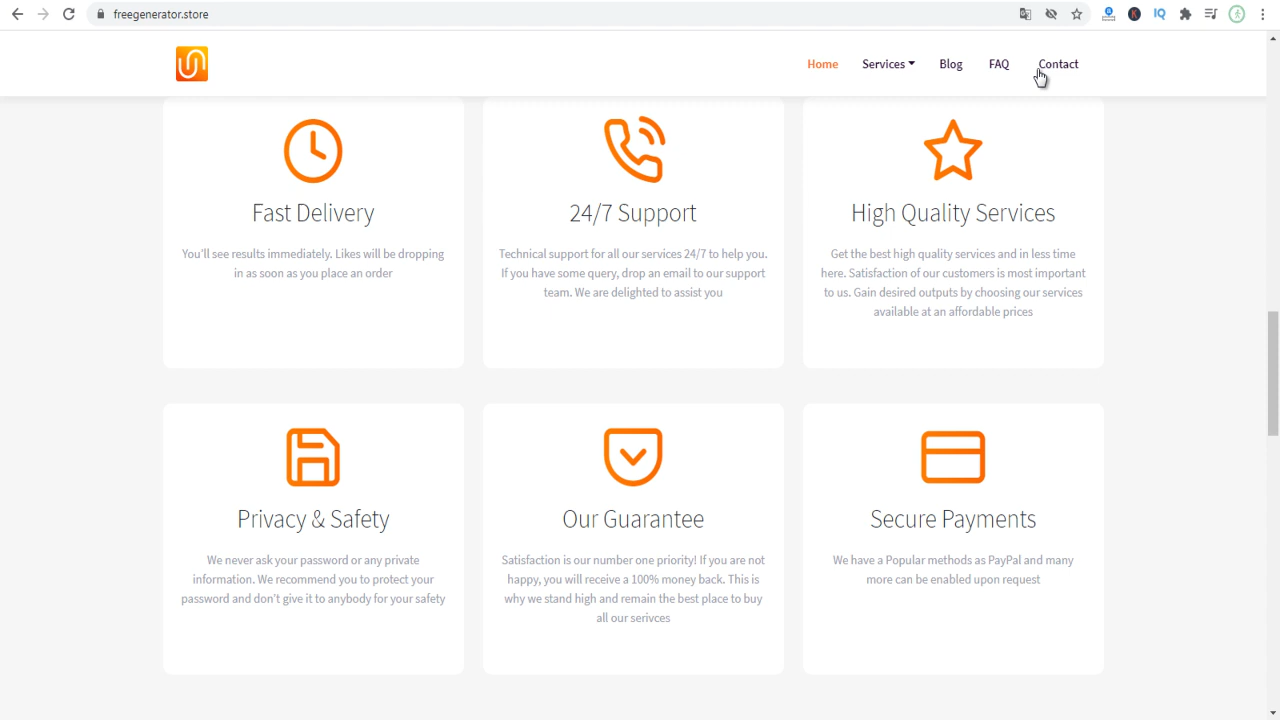 freegenerator.store
Home Services Blog FAQ Contact
Fast Delivery
You'll see results immediately. Likes will be dropping
in as soon as you place an order
24/7 Support
Technical support for all our services 24/7 to help you.
If you have some query, drop an email to our support
team. We are delighted to assist you
High Quality Services
Get the best high quality services and in less time
here. Satisfaction of our customers is most important
to us. Gain desired outputs by choosing our services
available at an affordable prices
Privacy & Safety
We never ask your password or any private
information. We recommend you to protect your
password and don't give it to anybody for your safety
Our Guarantee
Satisfaction is our number one priority! If you are not
happy, you will receive a 100% money back. This is
why we stand high and remain the best place to buy
all our serivces
Secure Payments
We have a Popular methods as PayPal and many
more can be enabled upon request